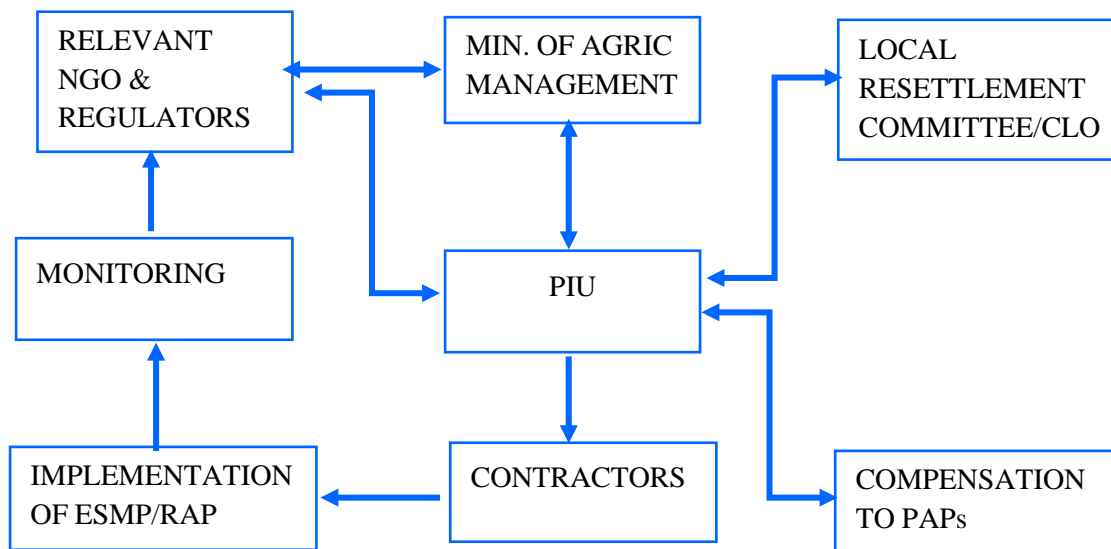 RELEVANT
NGO &
REGULATORS
MIN. OF AGRIC
MANAGEMENT
LOCAL
RESETTLEMENT
COMMITTEE/CLO
MONITORING
PIU
IMPLEMENTATION
OF ESMP/RAP
CONTRACTORS
COMPENSATION
TO PAPs